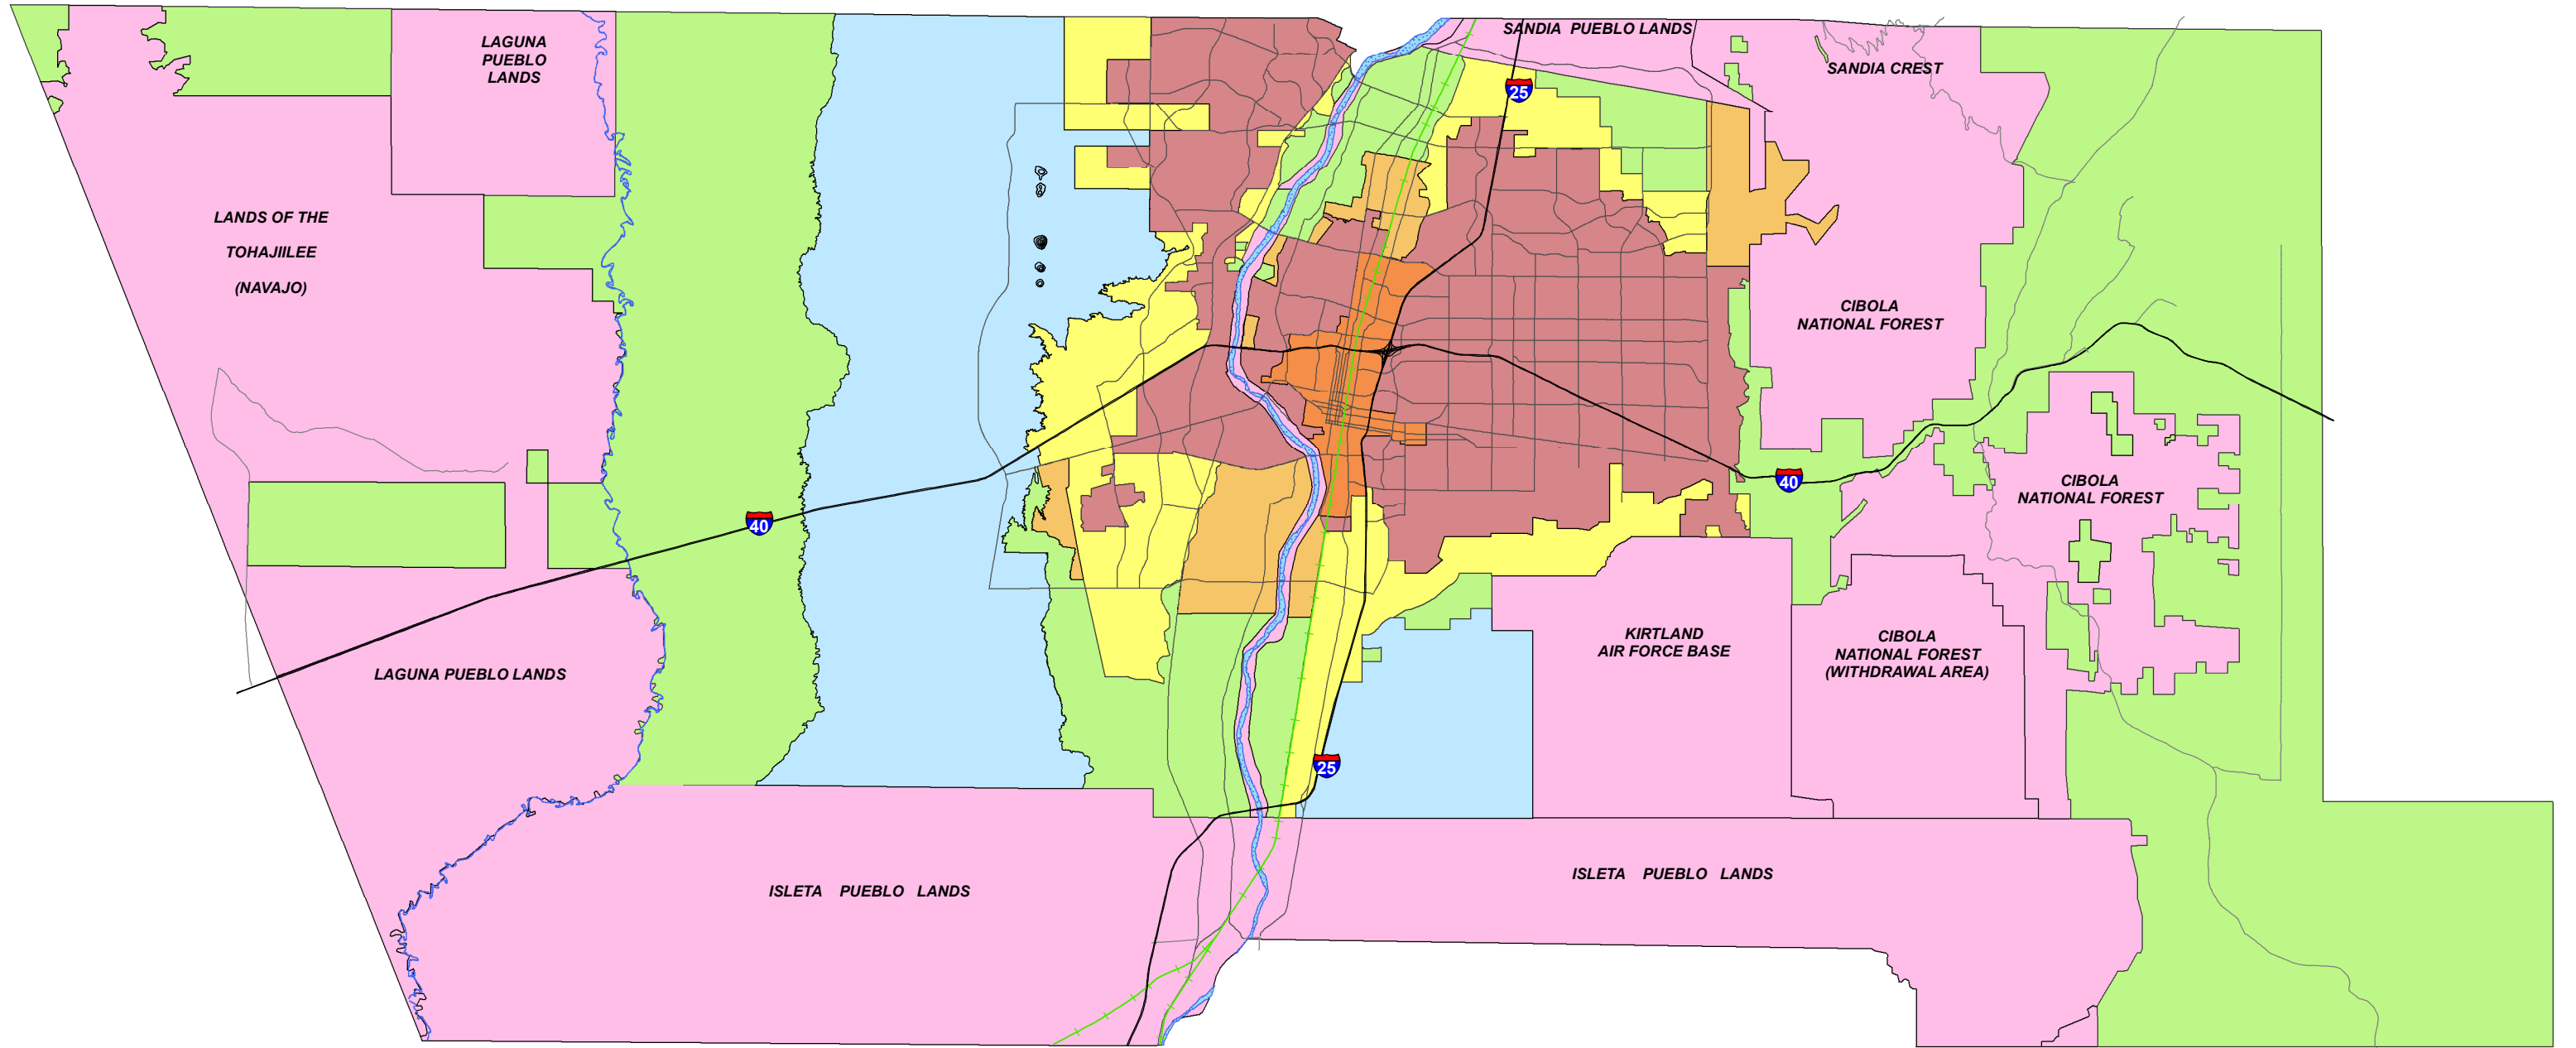 SANDIA PUEBLO LANDS
LAGUNA
PUEBLO
LANDS
SANDIA CREST
25
LANDS OF THE
TOHAJIILEE
(NAVAJO)
CIBOLA
NATIONAL FOREST
40
CIBOLA
NATIONAL FOREST
40
KIRTLAND
AIR FORCE BASE
CIBOLA
NATIONAL FOREST
(WITHDRAWAL AREA)
LAGUNA PUEBLO LANDS
25
ISLETA PUEBLO LANDS
ISLETA PUEBLO LANDS